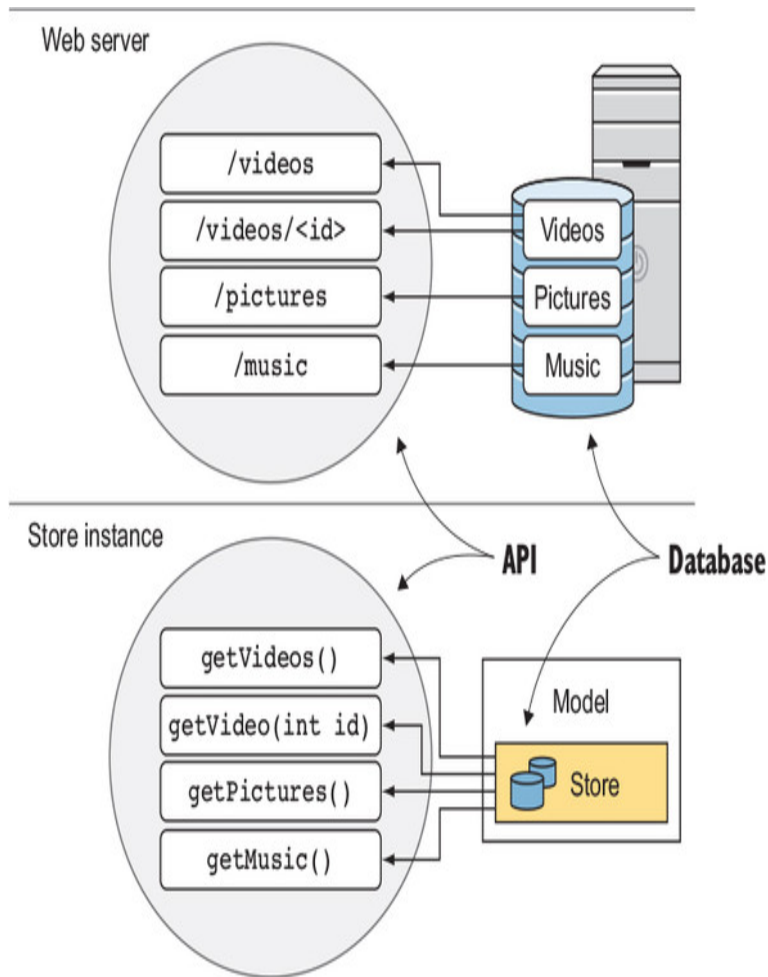 Web server
/videos
/videos/<id>
/pictures
/music
Videos
Pictures
Music
API
Database
Store instance
getVideos()
getVideo(int id)
getPictures()
getMusic()
Model
Store